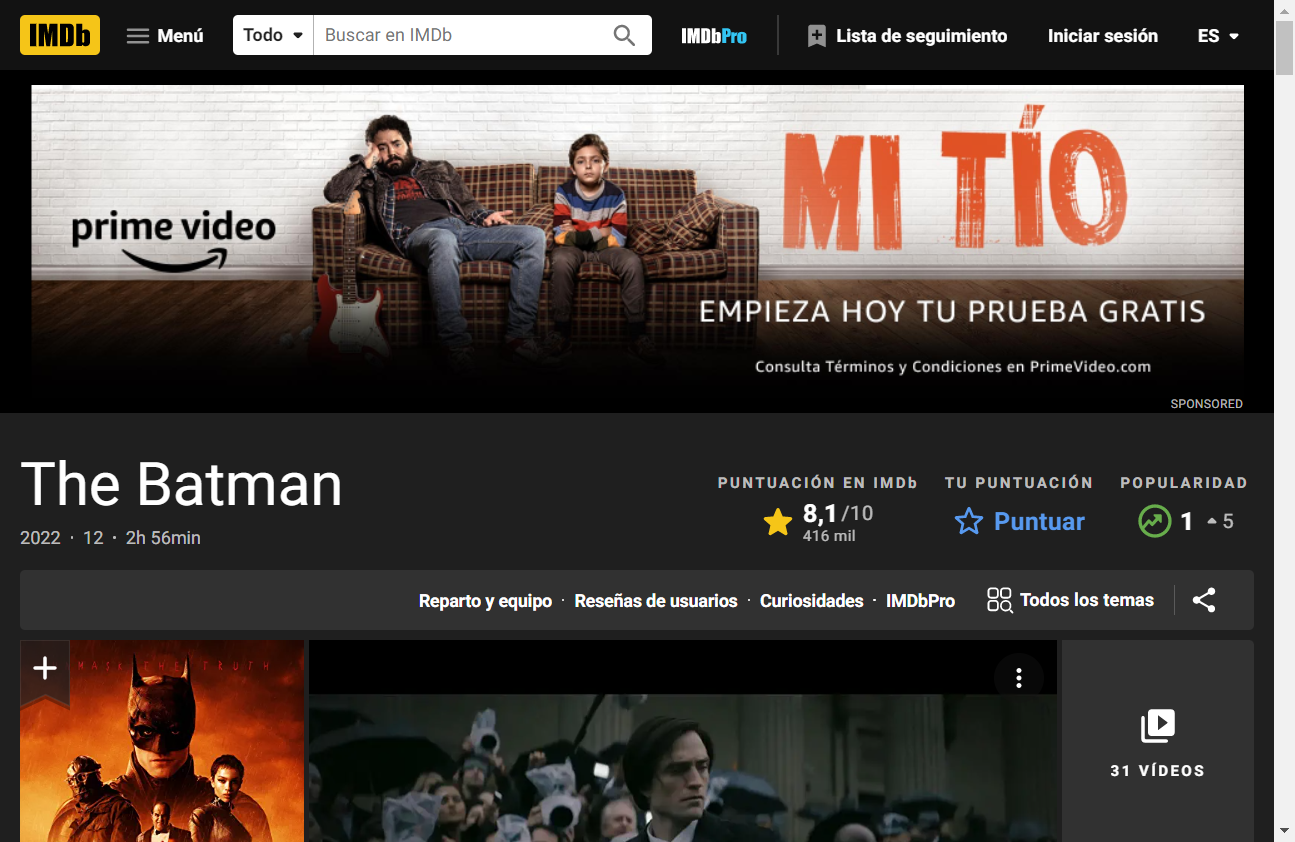 IMDb
Menú
Todo
Buscar en IMDb
IMDbPro
Lista de seguimiento
Iniciar sesión
ES
prime video
MI TÍO
EMPIEZA HOY TU PRUEBA GRATIS
Consulta Términos y Condiciones en PrimeVideo.com
SPONSORED
The Batman
2022 · 12 · 2h 56min
PUNTUACIÓN EN IMDb
8,1/10
416 mil
TU PUNTUACIÓN
Puntuar
POPULARIDAD
1
5
Reparto y equipo · Reseñas de usuarios · Curiosidades · IMDbPro
Todos los temas
MASK THE TRUTH
31 VÍDEOS